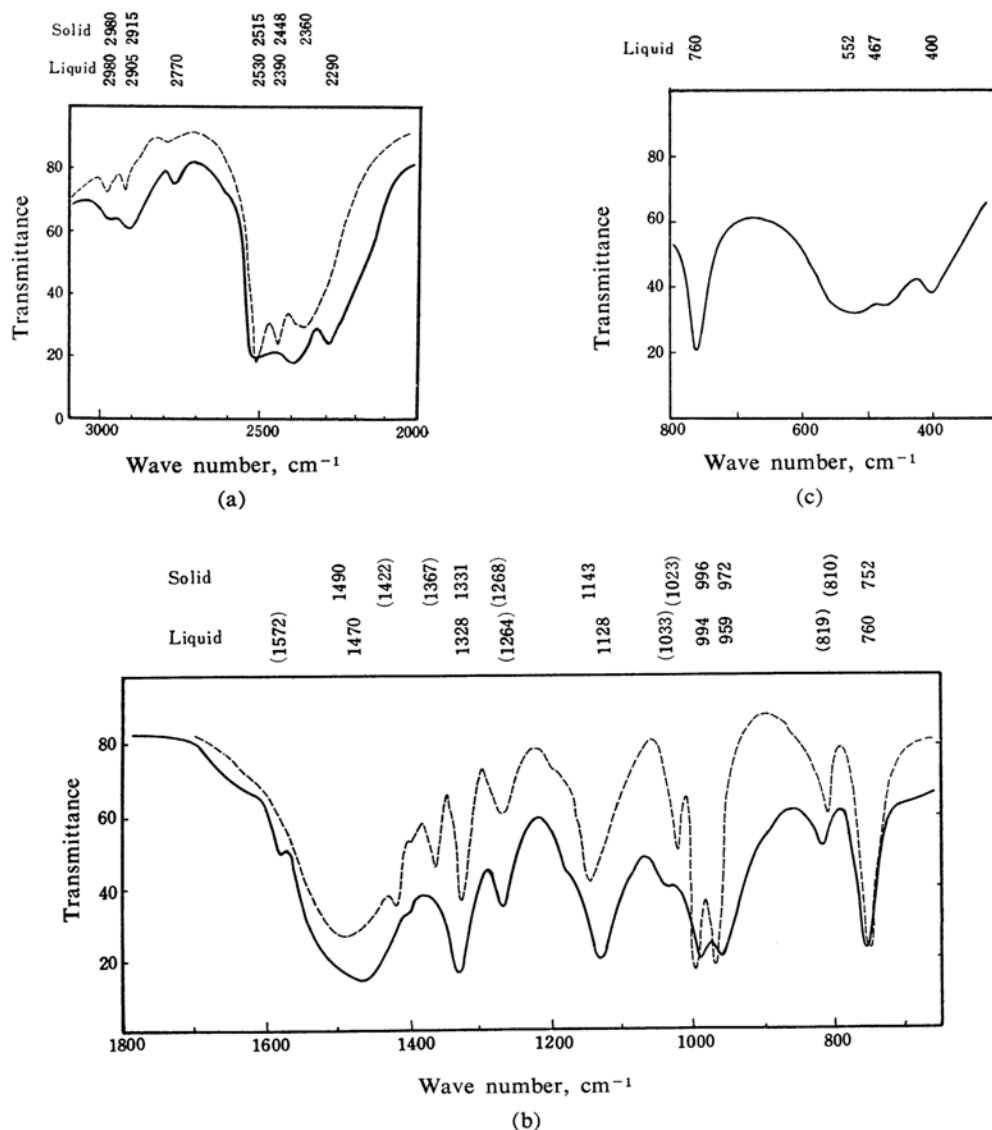 Solid 2980 2980 2915 2515 2448 2360
Liquid 2980 2905 2770 2530 2390 2290
80
60
40
20
0
Transmittance
3000 2500 2000
Wave number, cm⁻¹
(a)
Liquid 760 552 467 400
80
60
40
20
Transmittance
800 600 400
Wave number, cm⁻¹
(c)
Solid 1490 (1422) (1367) 1331 (1268) 1143 (1023) 996 972 (810) 752
Liquid (1572) 1470 1328 (1264) 1128 (1033) 994 959 (819) 760
80
60
40
20
Transmittance
1800 1600 1400 1200 1000 800
Wave number, cm⁻¹
(b)